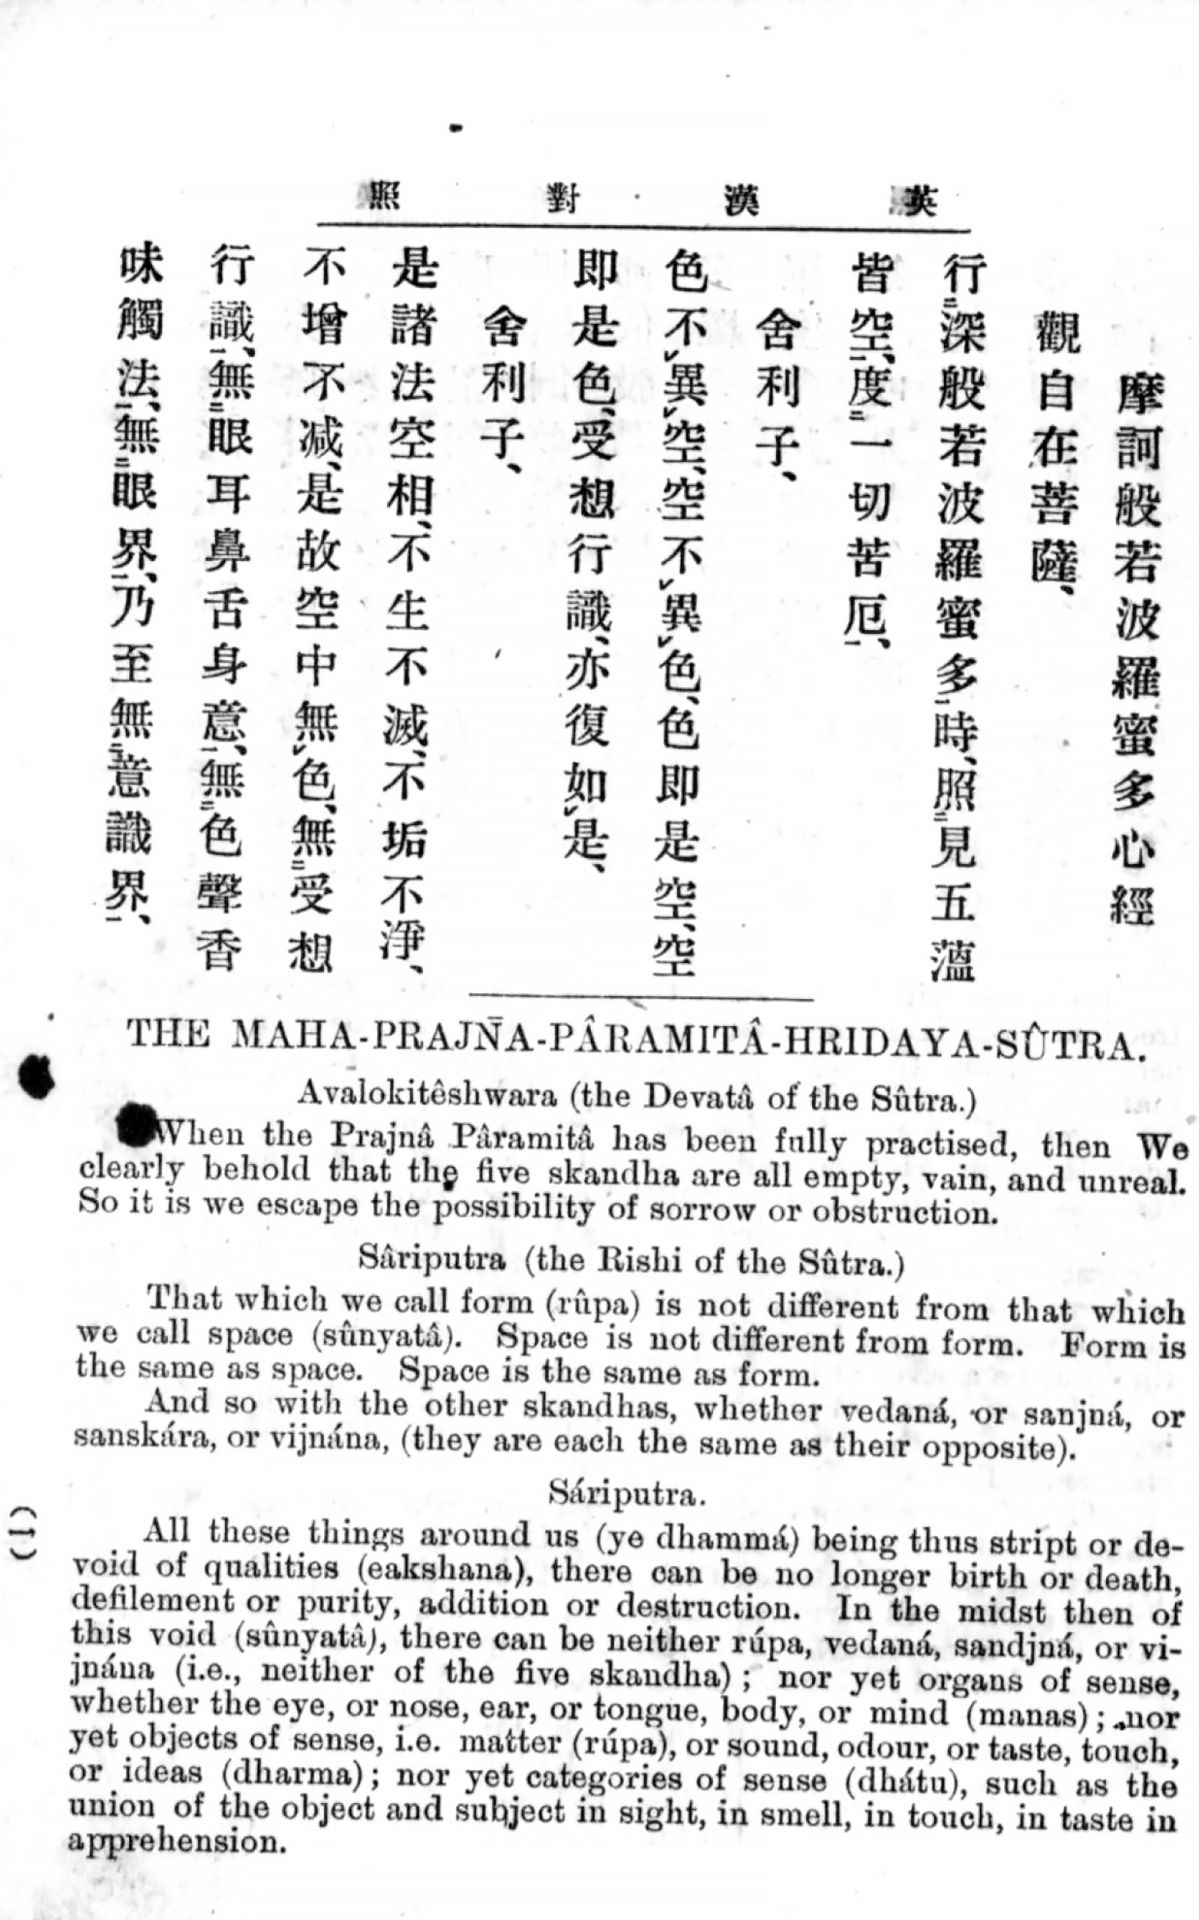 英漢對照
摩訶般若波羅蜜多心經
觀自在菩薩、
行深般若波羅蜜多時、照見五薀
皆空、度一切苦厄、
舍利子、
色不異空、空不異色、色即是空、空
即是色、受想行識、亦復如是、
舍利子、
是諸法空相、不生不滅、不垢不淨、
不增不减、是故空中無色、無受想
行識、無眼耳鼻舌身意、無色聲香
味觸法、無眼界、乃至無意識界、
THE MAHA-PRAJÑA-PÂRAMITÂ-HRIDAYA-SÛTRA.
Avalokitêshwara (the Devatâ of the Sûtra.)
When the Prajnâ Pâramitâ has been fully practised, then We
clearly behold that the five skandha are all empty, vain, and unreal.
So it is we escape the possibility of sorrow or obstruction.
Sâriputra (the Rishi of the Sûtra.)
That which we call form (rûpa) is not different from that which
we call space (sûnyatâ). Space is not different from form. Form is
the same as space. Space is the same as form.
And so with the other skandhas, whether vedaná, or sanjná, or
sanskára, or vijnána, (they are each the same as their opposite).
Sáriputra.
All these things around us (ye dhammá) being thus stript or de-
void of qualities (eakshana), there can be no longer birth or death,
defilement or purity, addition or destruction. In the midst then of
this void (sûnyatâ), there can be neither rúpa, vedaná, sandjná, or vi-
jnána (i.e., neither of the five skandha); nor yet organs of sense,
whether the eye, or nose, ear, or tongue, body, or mind (manas); nor
yet objects of sense, i.e. matter (rúpa), or sound, odour, or taste, touch,
or ideas (dharma); nor yet categories of sense (dhátu), such as the
union of the object and subject in sight, in smell, in touch, in taste in
apprehension.
(1)